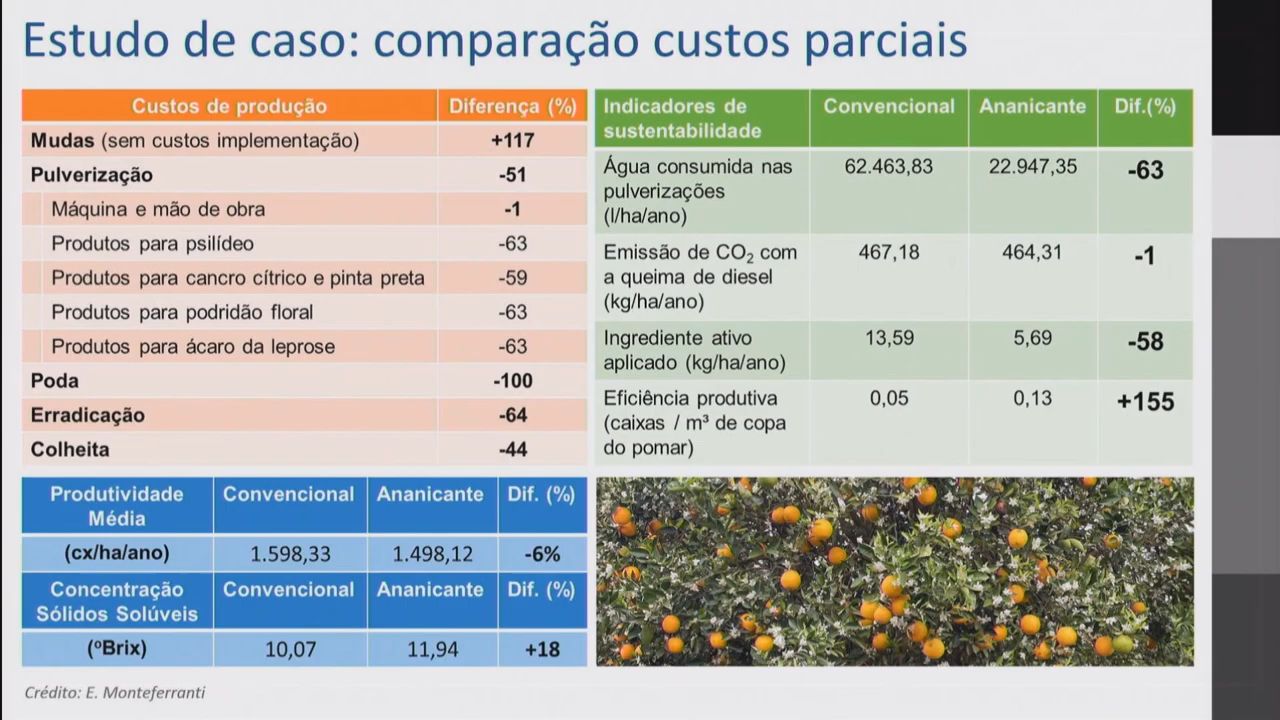 Estudo de caso: comparação custos parciais
Custos de produção Diferença (%)
Mudas (sem custos implementação) +117
Pulverização -51
Máquina e mão de obra -1
Produtos para psilídeo -63
Produtos para cancro cítrico e pinta preta -59
Produtos para podridão floral -63
Produtos para ácaro da leprose -63
Poda -100
Erradicação -64
Colheita -44
Indicadores de Convencional Ananicante Dif.(%)
sustentabilidade
Água consumida nas 62.463,83 22.947,35 -63
pulverizações
(l/ha/ano)
Emissão de CO₂ com 467,18 464,31 -1
a queima de diesel
(kg/ha/ano)
Ingrediente ativo 13,59 5,69 -58
aplicado (kg/ha/ano)
Eficiência produtiva 0,05 0,13 +155
(caixas / m³ de copa
do pomar)
Produtividade Convencional Ananicante Dif. (%)
Média
(cx/ha/ano) 1.598,33 1.498,12 -6%
Concentração Convencional Ananicante Dif. (%)
Sólidos Solúveis
(ºBrix) 10,07 11,94 +18
Crédito: E. Monteferranti